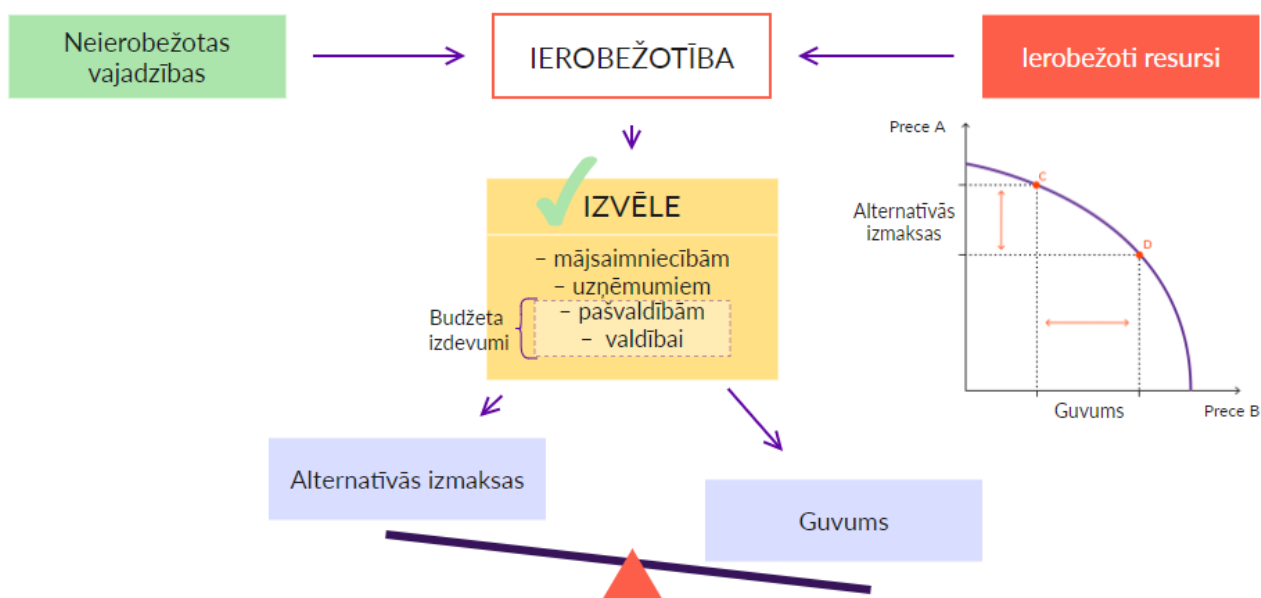 Neierobežotas
vajadzības
IEROBEŽOTĪBA
Ierobežoti resursi
IZVĒLE
– mājsaimniecībām
– uzņēmumiem
– pašvaldībām
– valdībai
Budžeta
izdevumi
Prece A
C
Alternatīvās
izmaksas
D
Guvums
Prece B
Alternatīvās izmaksas
Guvums